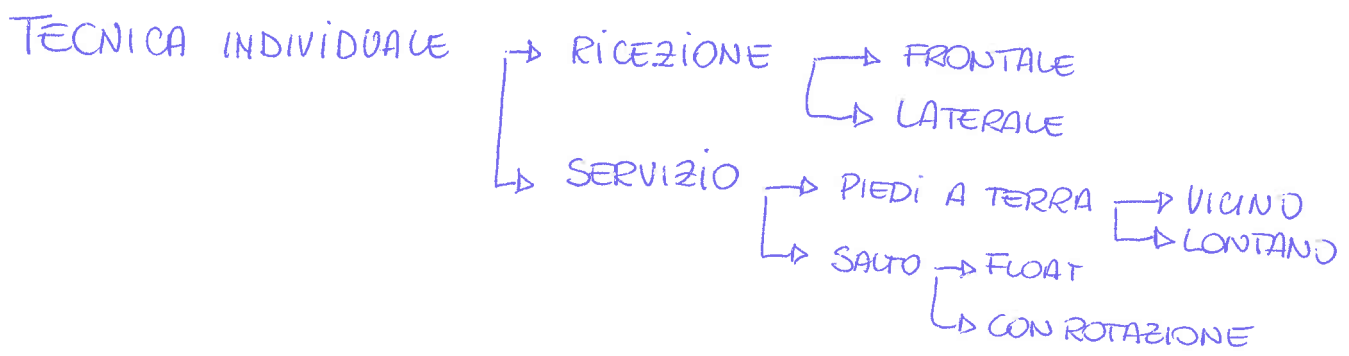 TECNICA INDIVIDUALE → RICEZIONE → FRONTALE
→ LATERALE
→ SERVIZIO → PIEDI A TERRA → VICINO
→ LONTANO
→ SALTO → FLOAT
→ CON ROTAZIONE